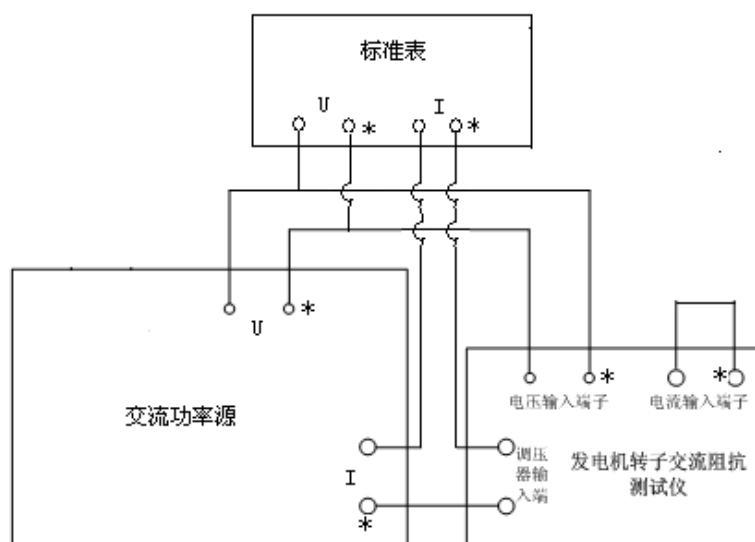 标准表
U * I *
U *
电压输入端子 * 电流输入端子 *
交流功率源
I
*
调压
器输
入端
发电机转子交流阻抗
测试仪